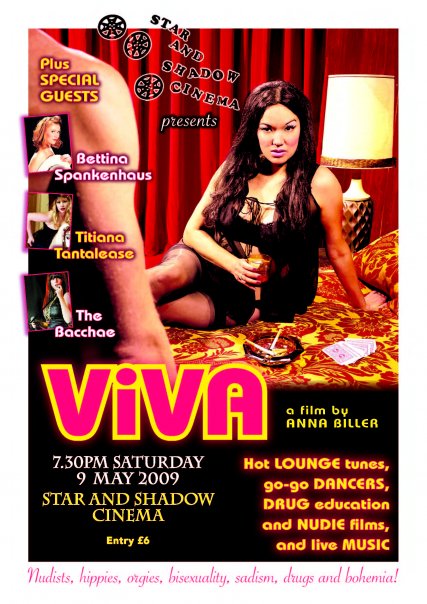 STAR
AND
SHADOW
CINEMA
presents
Plus
SPECIAL
GUESTS
Bettina
Spankenhaus
Titiana
Tantalease
The
Bacchae
ViVA
a film by
ANNA BILLER
7.30PM SATURDAY
9 MAY 2009
STAR AND SHADOW
CINEMA
Entry £6
Hot LOUNGE tunes,
go-go DANCERS,
DRUG education
and NUDIE films,
and live MUSIC
Nudists, hippies, orgies, bisexuality, sadism, drugs and bohemia!